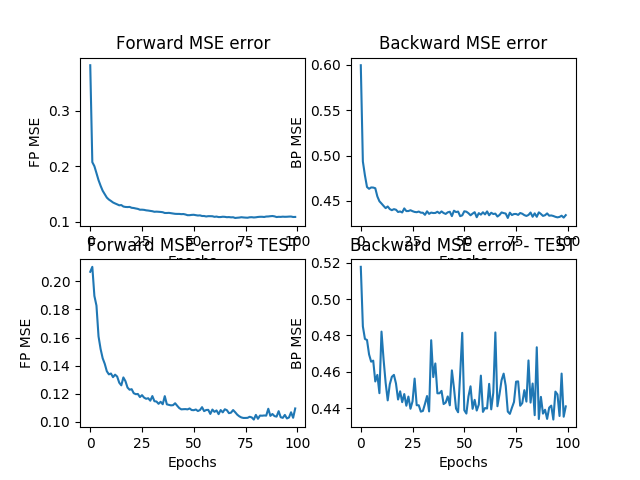 Forward MSE error
Backward MSE error
FP MSE
0.3
0.2
0.1
0 25 50 75 100
Epochs
BP MSE
0.60
0.55
0.50
0.45
0 25 50 75 100
Epochs
Forward MSE error - TEST
Backward MSE error - TEST
FP MSE
0.20
0.18
0.16
0.14
0.12
0.10
0 25 50 75 100
Epochs
BP MSE
0.52
0.50
0.48
0.46
0.44
0 25 50 75 100
Epochs